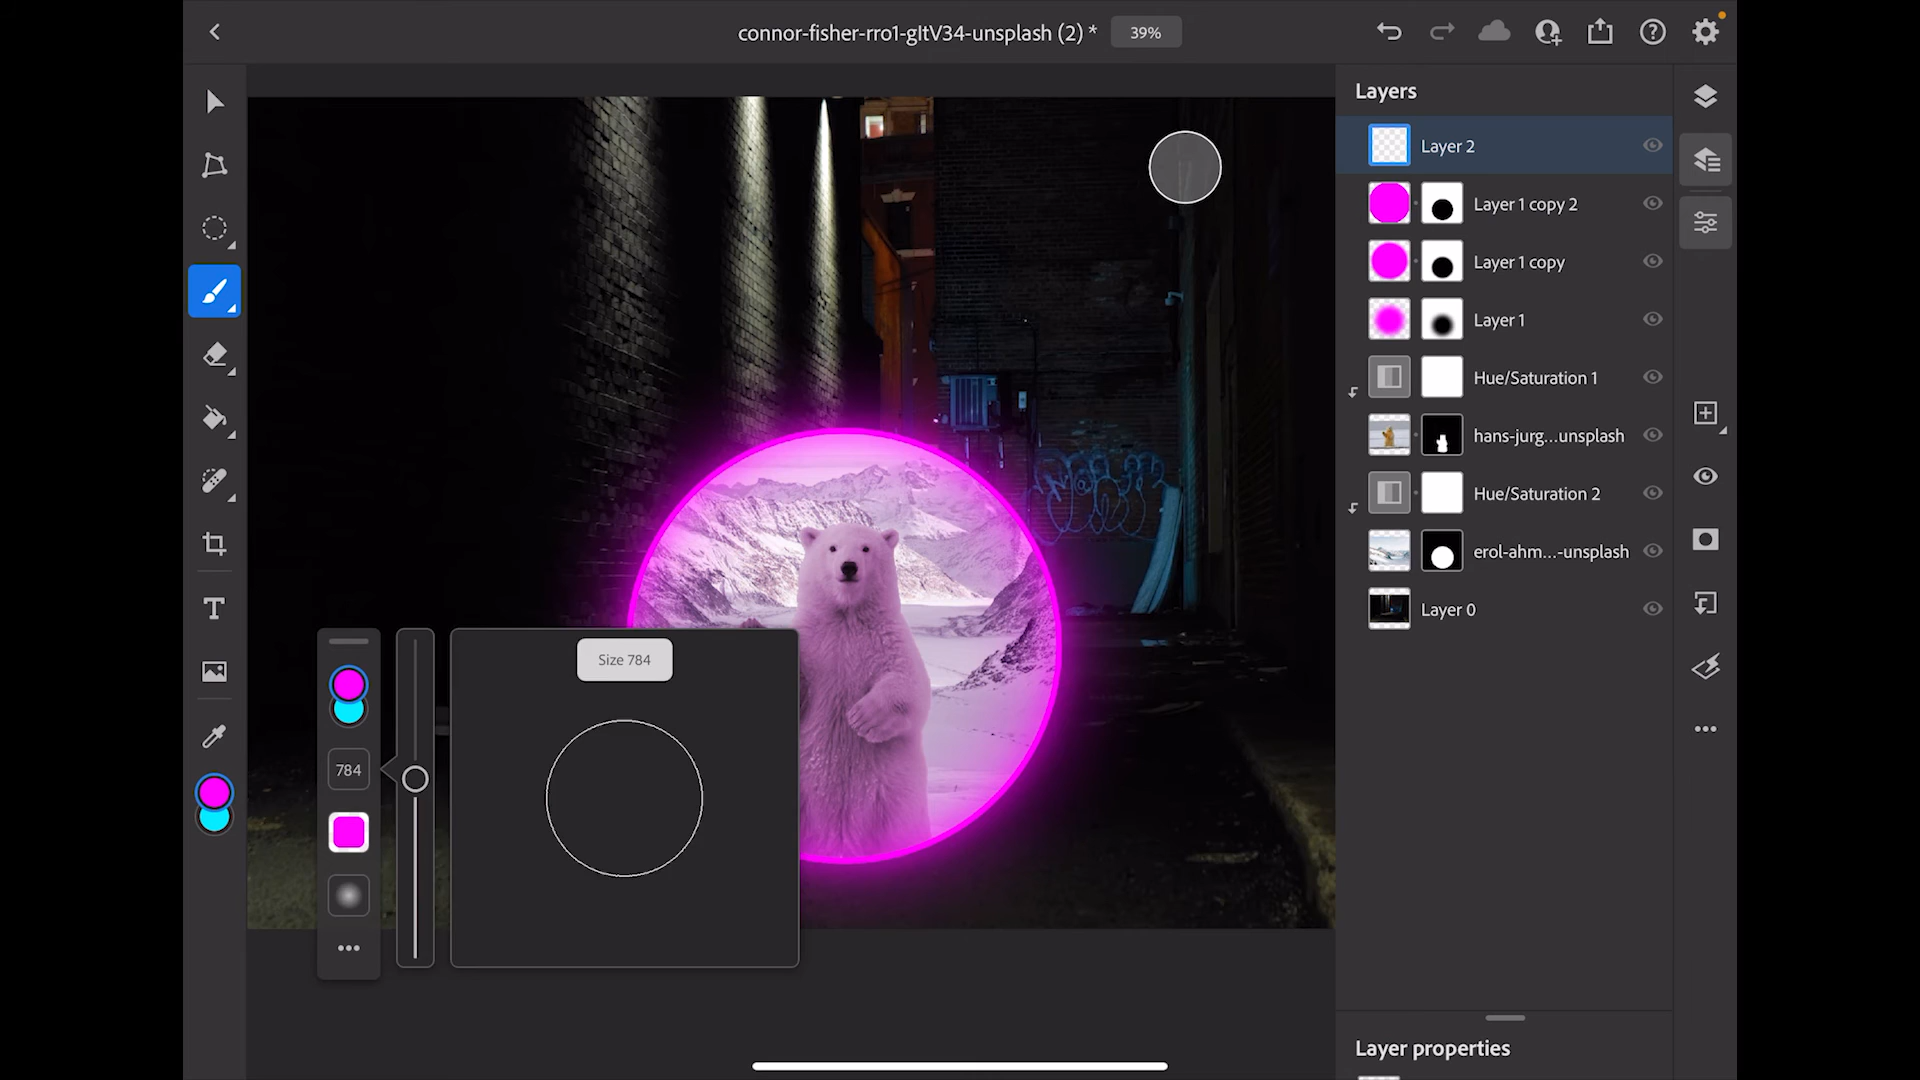 connor-fisher-rro1-gItV34-unsplash (2) *
39%
Layers
Layer 2
Layer 1 copy 2
Layer 1 copy
Layer 1
Hue/Saturation 1
hans-jurg...unsplash
Hue/Saturation 2
erol-ahm...-unsplash
Layer 0
Size 784
784
Layer properties